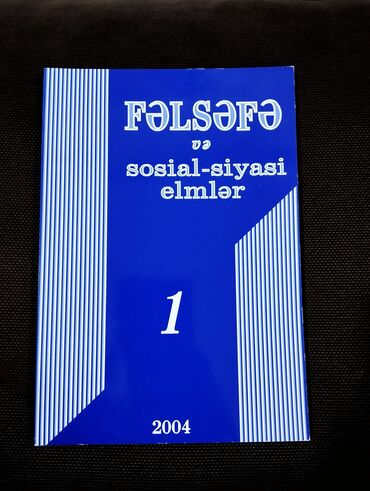 FƏLSƏFƏ
və
sosial-siyasi
elmlər
1
2004